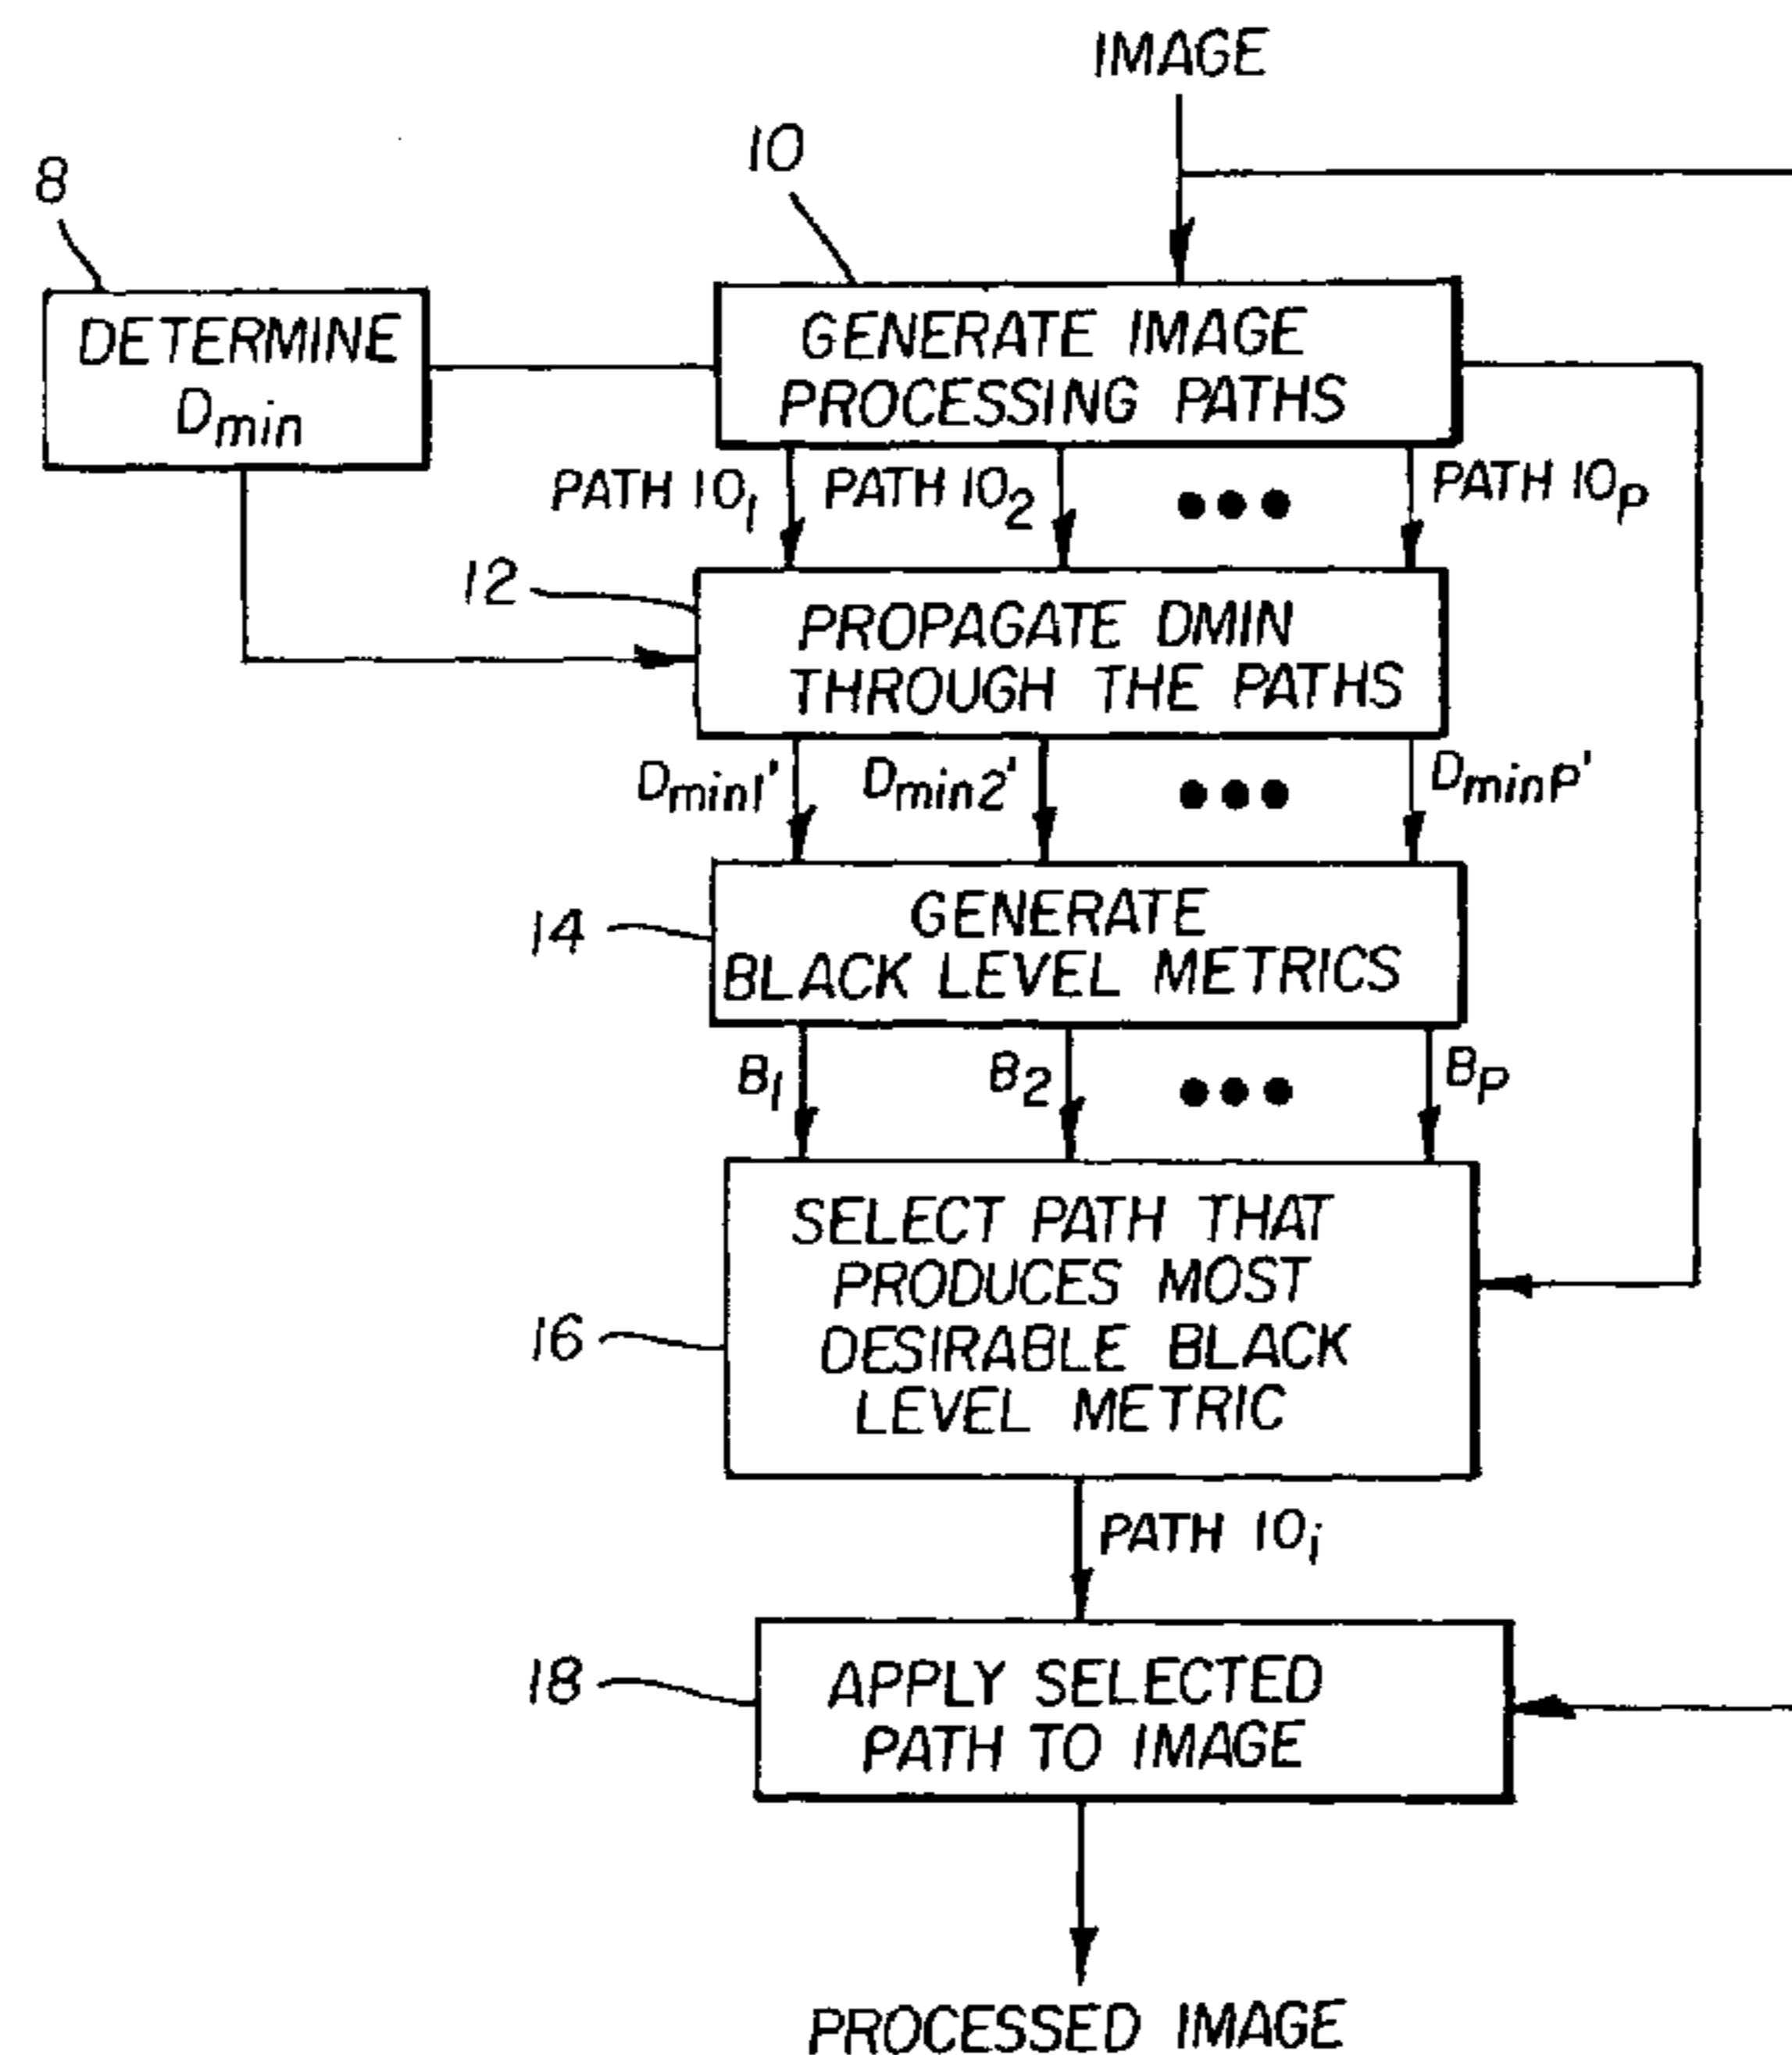 IMAGE
10
8
DETERMINE
Dmin
GENERATE IMAGE
PROCESSING PATHS
PATH 10₁ PATH 10₂ ••• PATH 10P
12
PROPAGATE DMIN
THROUGH THE PATHS
Dmin1' Dmin2' ••• DminP'
14
GENERATE
BLACK LEVEL METRICS
B₁ B₂ ••• BP
SELECT PATH THAT
PRODUCES MOST
16
DESIRABLE BLACK
LEVEL METRIC
PATH 10i
18
APPLY SELECTED
PATH TO IMAGE
PROCESSED IMAGE